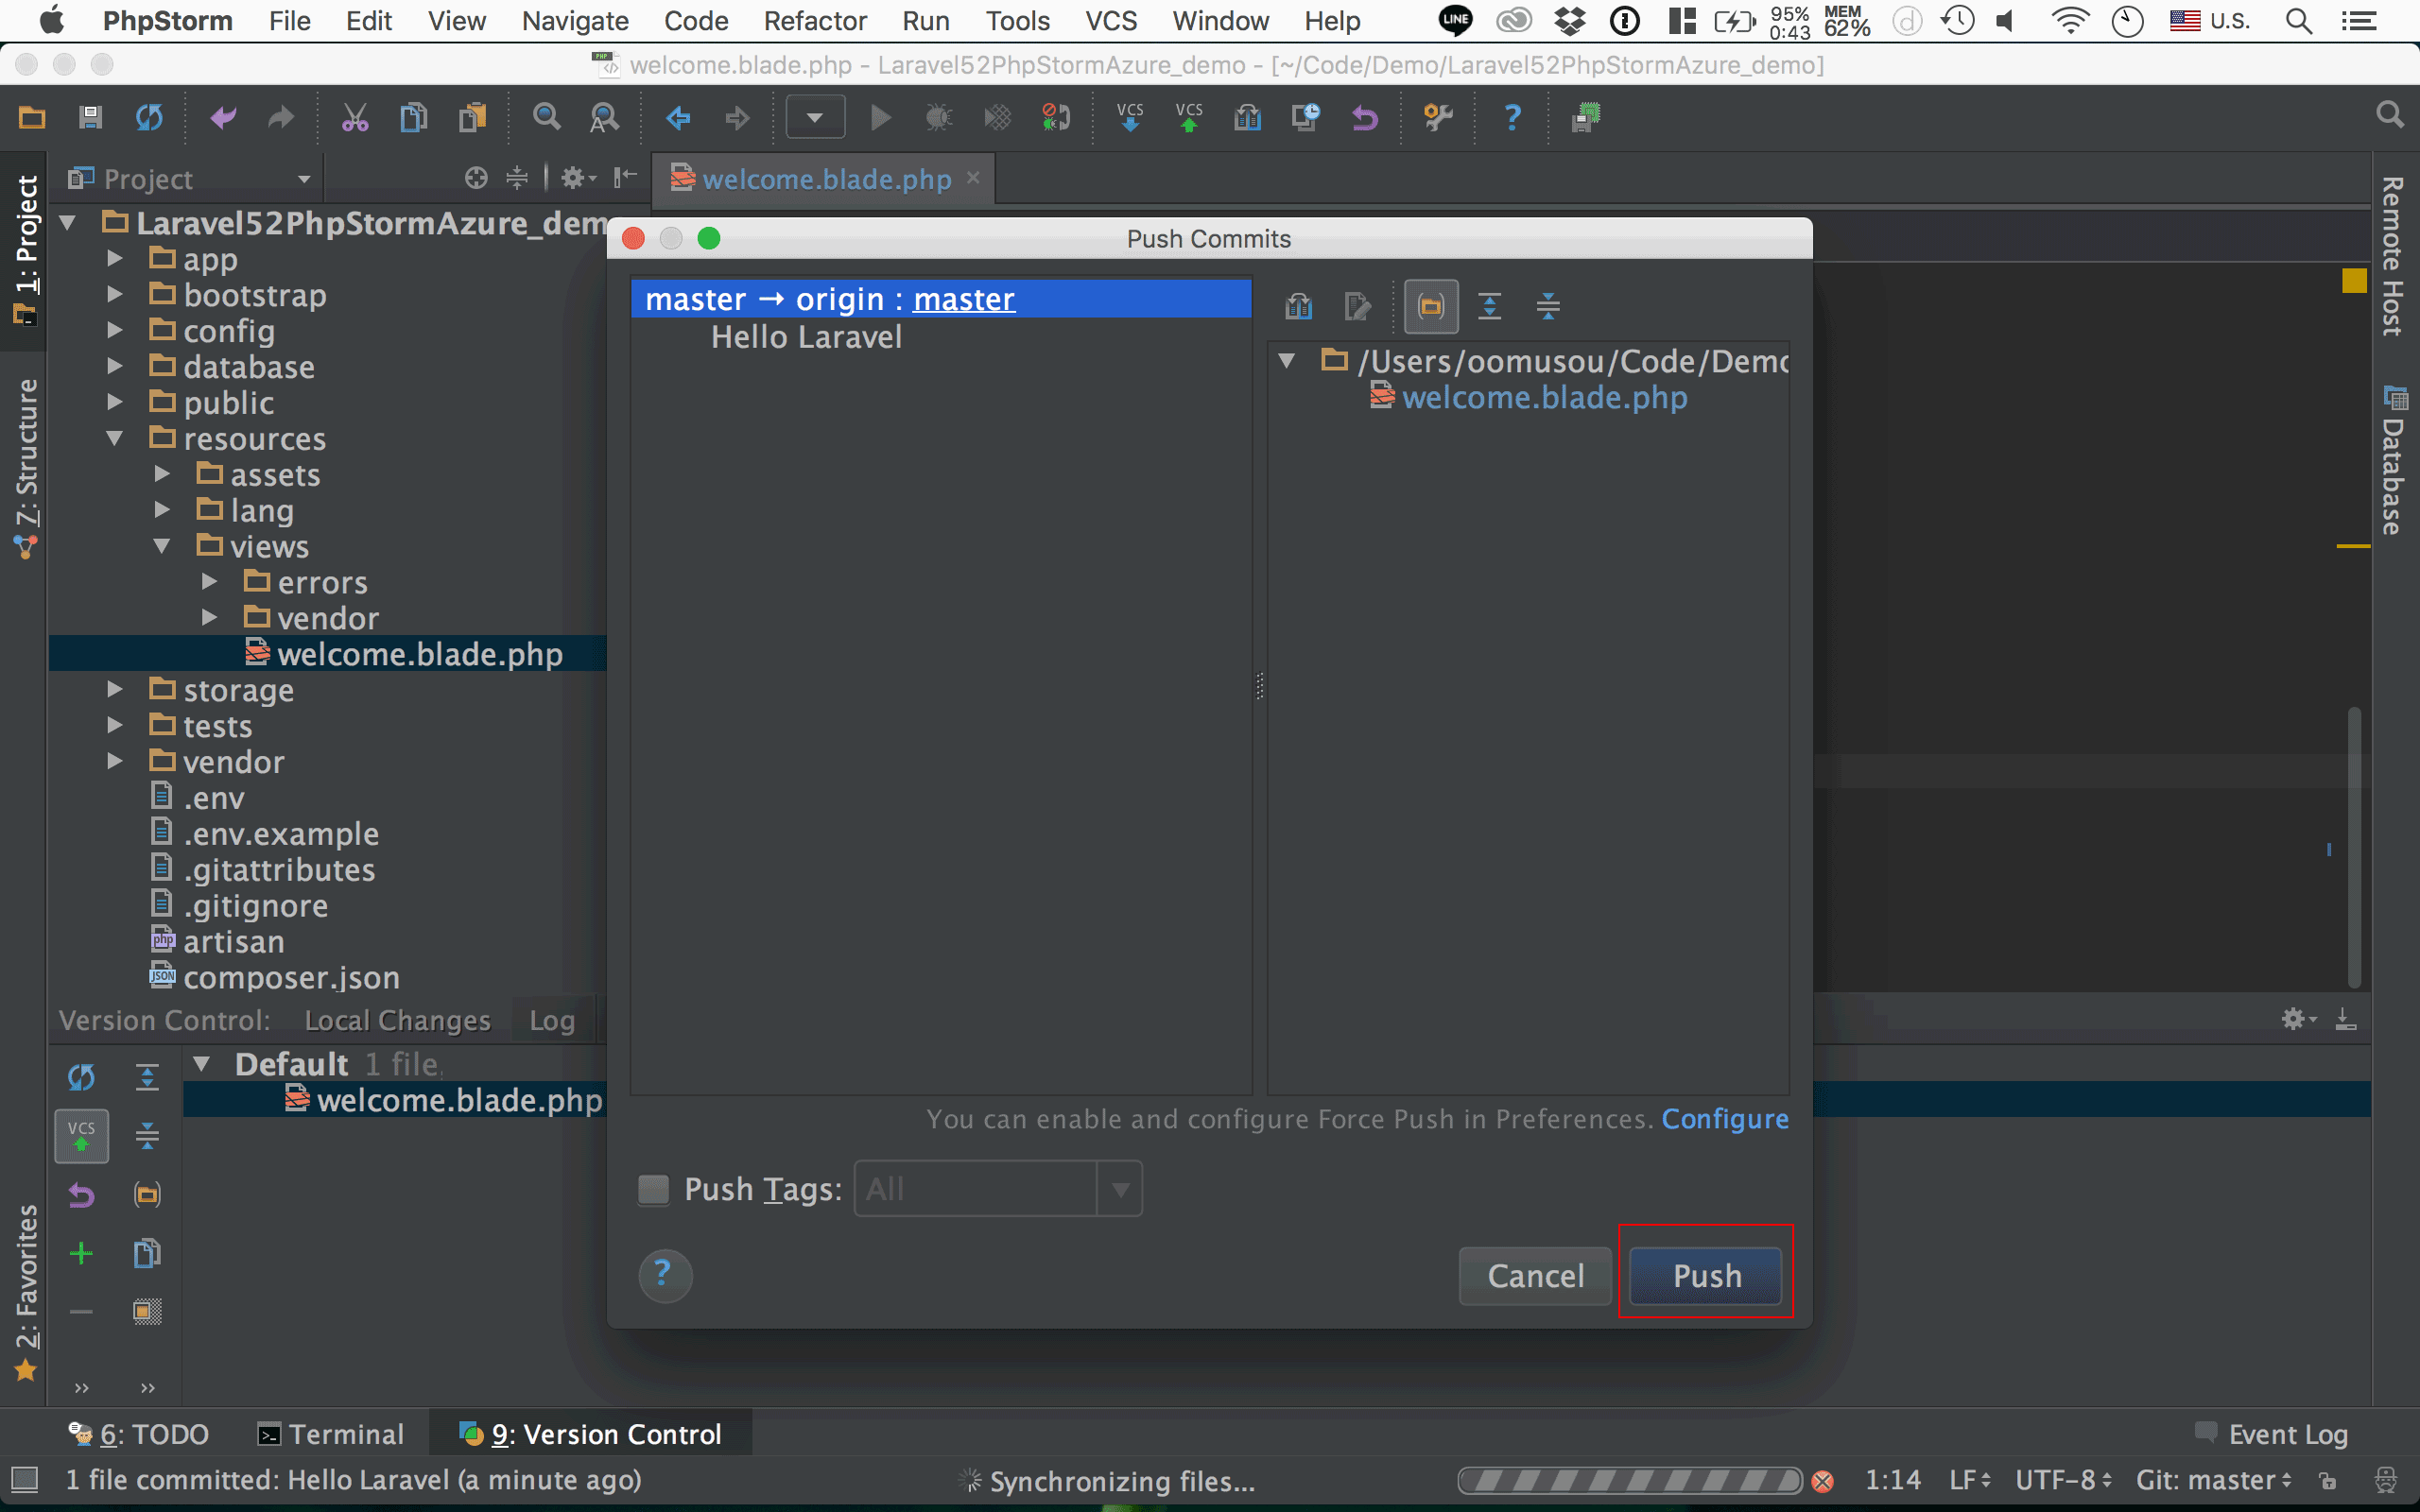 PhpStorm File Edit View Navigate Code Refactor Run Tools VCS Window Help LINE 95% 0:43 MEM 62% U.S.
welcome.blade.php - Laravel52PhpStormAzure_demo - [~/Code/Demo/Laravel52PhpStormAzure_demo]
VCS VCS
1: Project
Z: Structure
2: Favorites
Project
welcome.blade.php
Laravel52PhpStormAzure_dem
app
bootstrap
config
database
public
resources
assets
lang
views
errors
vendor
welcome.blade.php
storage
tests
vendor
.env
.env.example
.gitattributes
.gitignore
artisan
composer.json
Push Commits
master → origin : master
Hello Laravel
/Users/oomusou/Code/Demo
welcome.blade.php
You can enable and configure Force Push in Preferences. Configure
Push Tags: All
? Cancel Push
Remote Host
Database
Version Control: Local Changes Log
Default 1 file
welcome.blade.php
VCS
6: TODO Terminal 9: Version Control Event Log
1 file committed: Hello Laravel (a minute ago) Synchronizing files... 1:14 LF UTF-8 Git: master